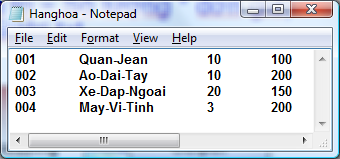 Hanghoa - Notepad
File Edit Format View Help
001 Quan-Jean 10 100
002 Ao-Dai-Tay 10 200
003 Xe-Dap-Ngoai 20 150
004 May-Vi-Tinh 3 200